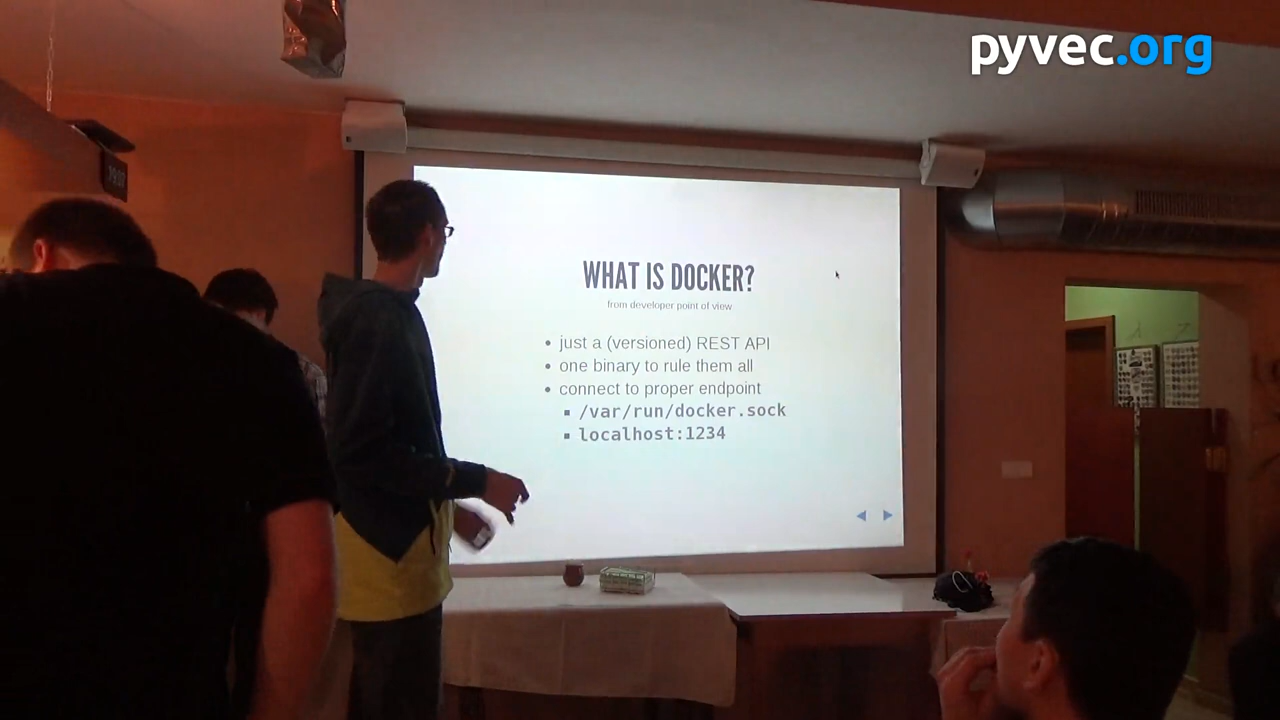 pyvec.org
WHAT IS DOCKER?
from developer point of view
• just a (versioned) REST API
• one binary to rule them all
• connect to proper endpoint
▪ /var/run/docker.sock
▪ localhost:1234